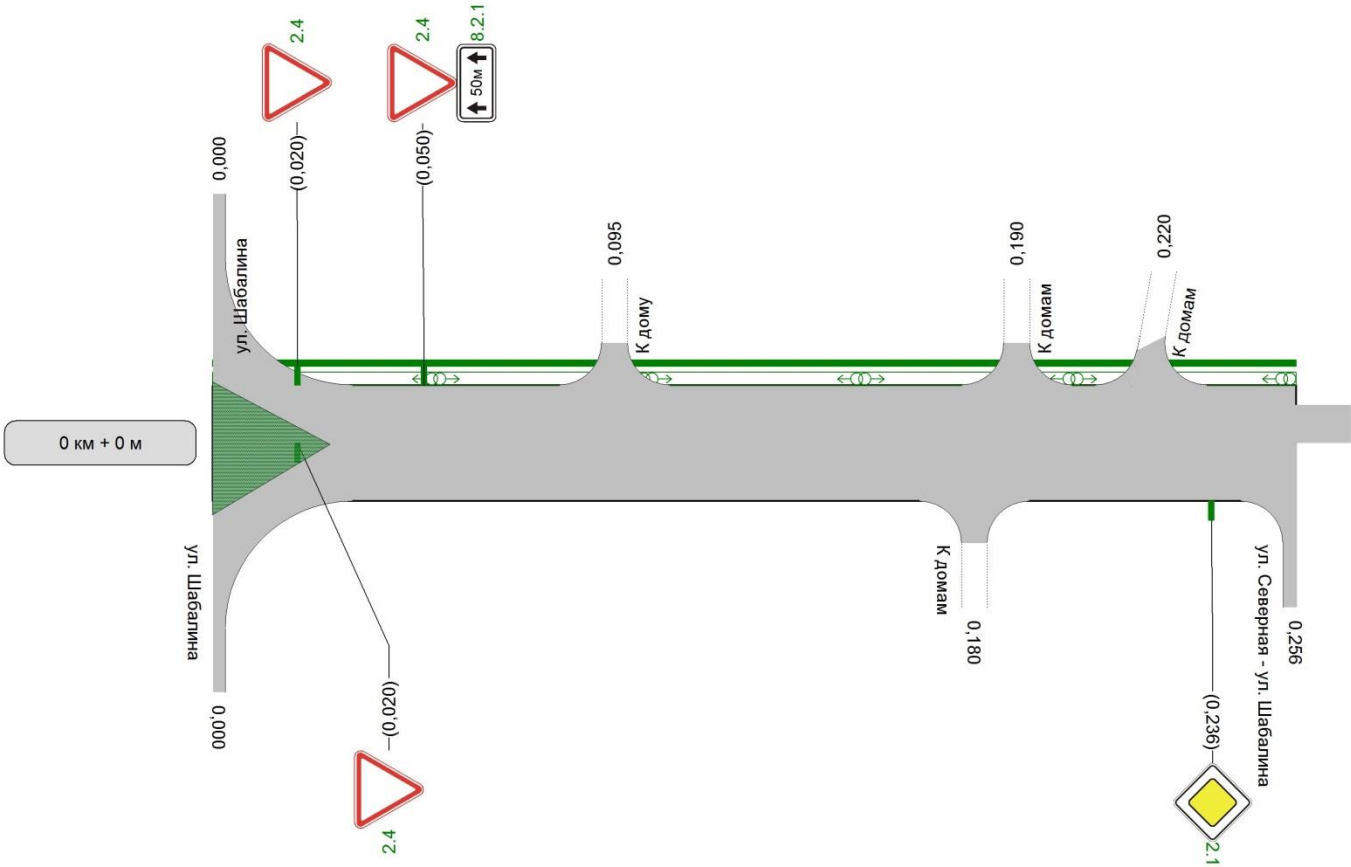 2.4
2.4
8.2.1
50м
(0,020)
(0,050)
0,000
ул. Шабалина
0,095
К дому
0,190
К домам
0,220
К домам
0 км + 0 м
ул. Шабалина
0,000
(0,020)
2.4
К домам
0,180
(0,236)
2.1
ул. Северная - ул. Шабалина
0,256